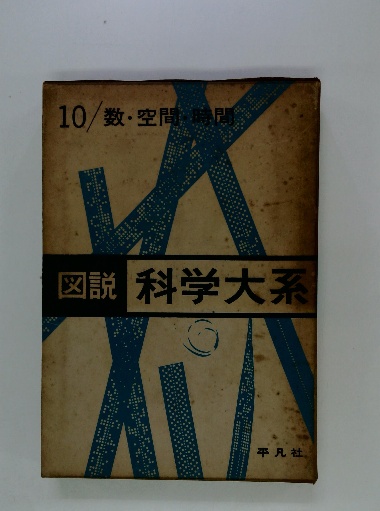 10/数・空間・時間
図説 科学大系
平凡社